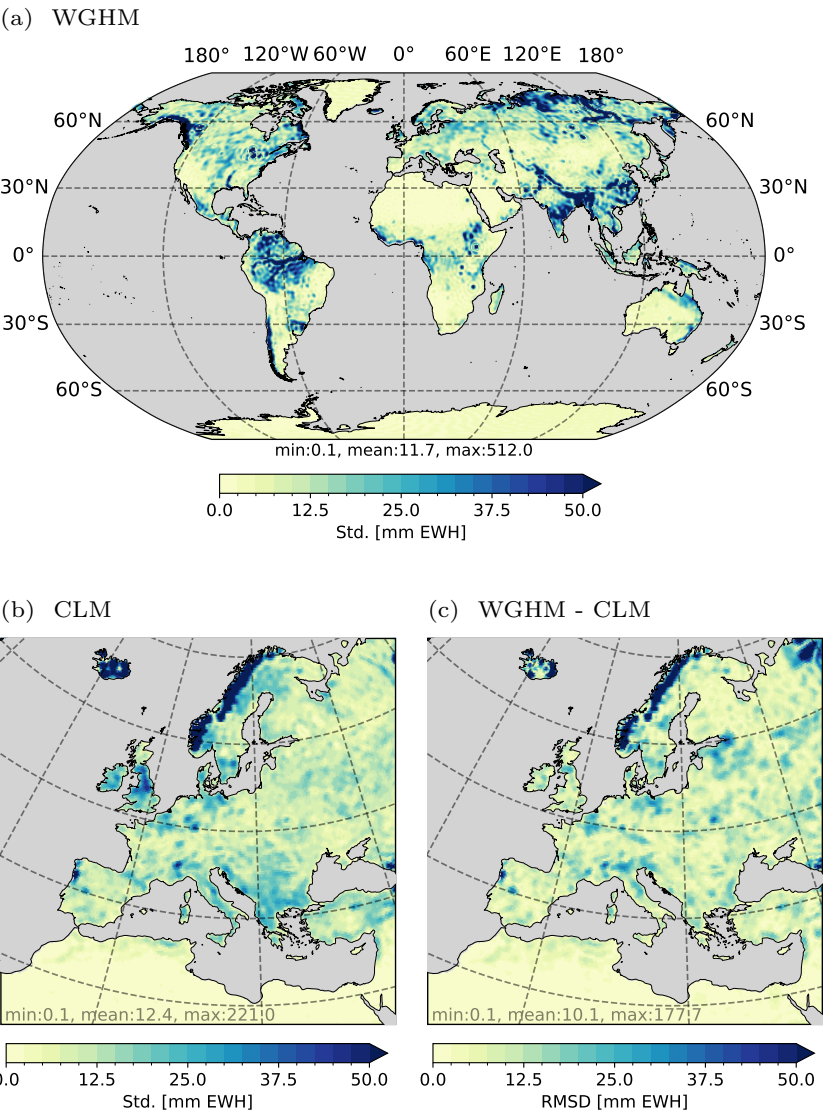 (a) WGHM
180° 120°W 60°W 0° 60°E 120°E 180°
60°N 60°N
30°N 30°N
0° 0°
30°S 30°S
60°S 60°S
min:0.1, mean:11.7, max:512.0
0.0 12.5 25.0 37.5 50.0
Std. [mm EWH]
(b) CLM
min:0.1, mean:12.4, max:221.0
0.0 12.5 25.0 37.5 50.0
Std. [mm EWH]
(c) WGHM - CLM
min:0.1, mean:10.1, max:177.7
0.0 12.5 25.0 37.5 50.0
RMSD [mm EWH]